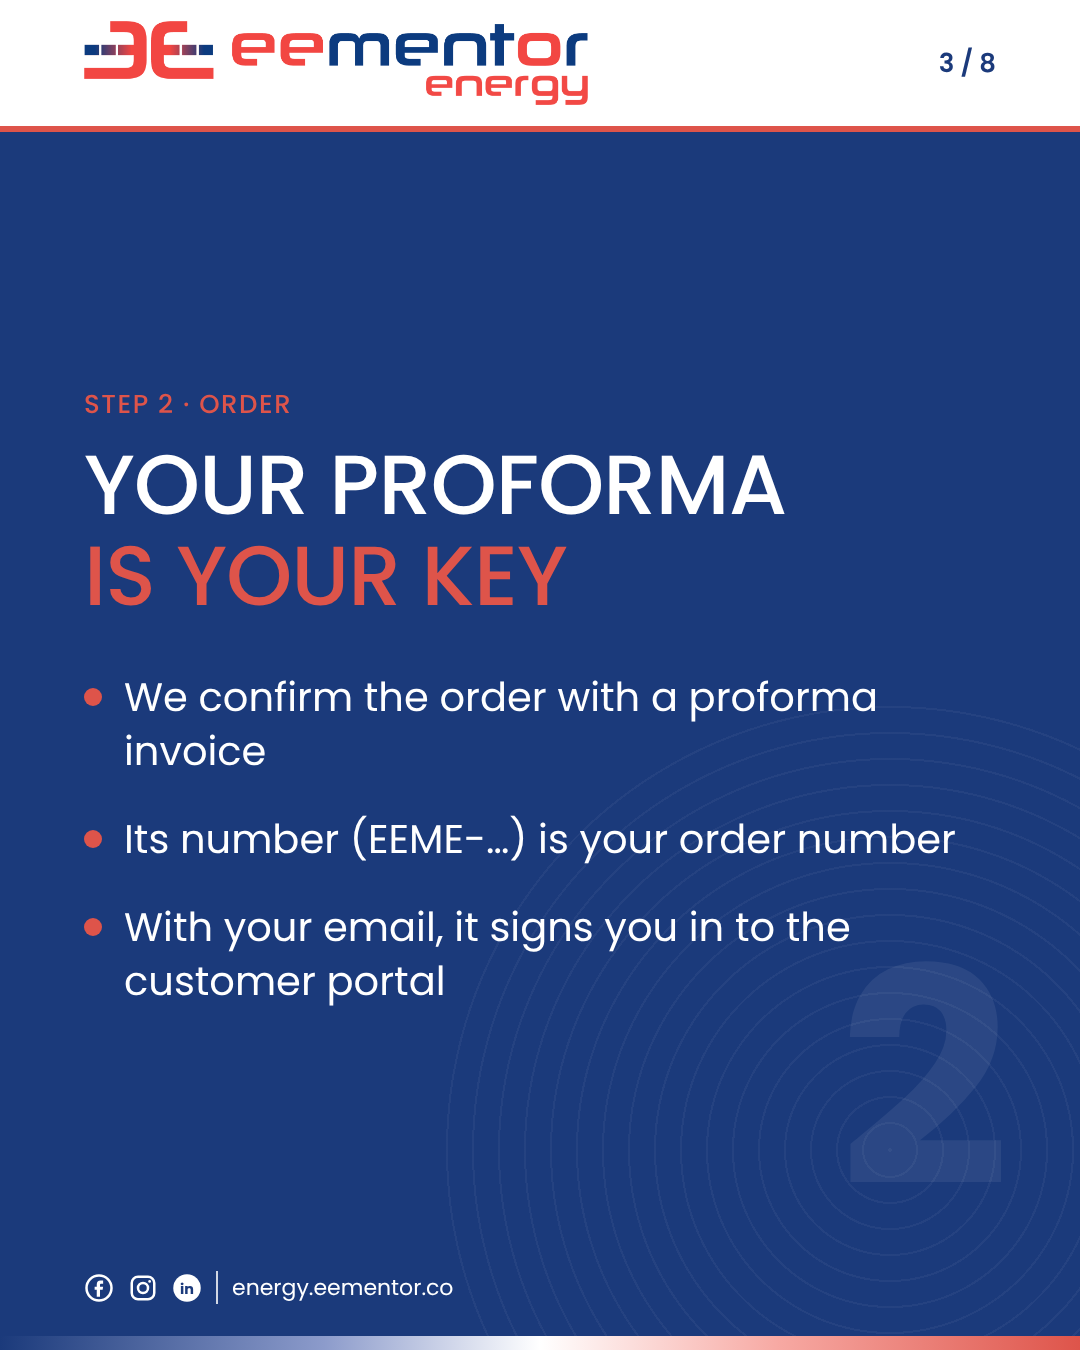 eementor
energy
3 / 8
STEP 2 · ORDER
YOUR PROFORMA
IS YOUR KEY
We confirm the order with a proforma
invoice
Its number (EEME-...) is your order number
With your email, it signs you in to the
customer portal
2
energy.eementor.co